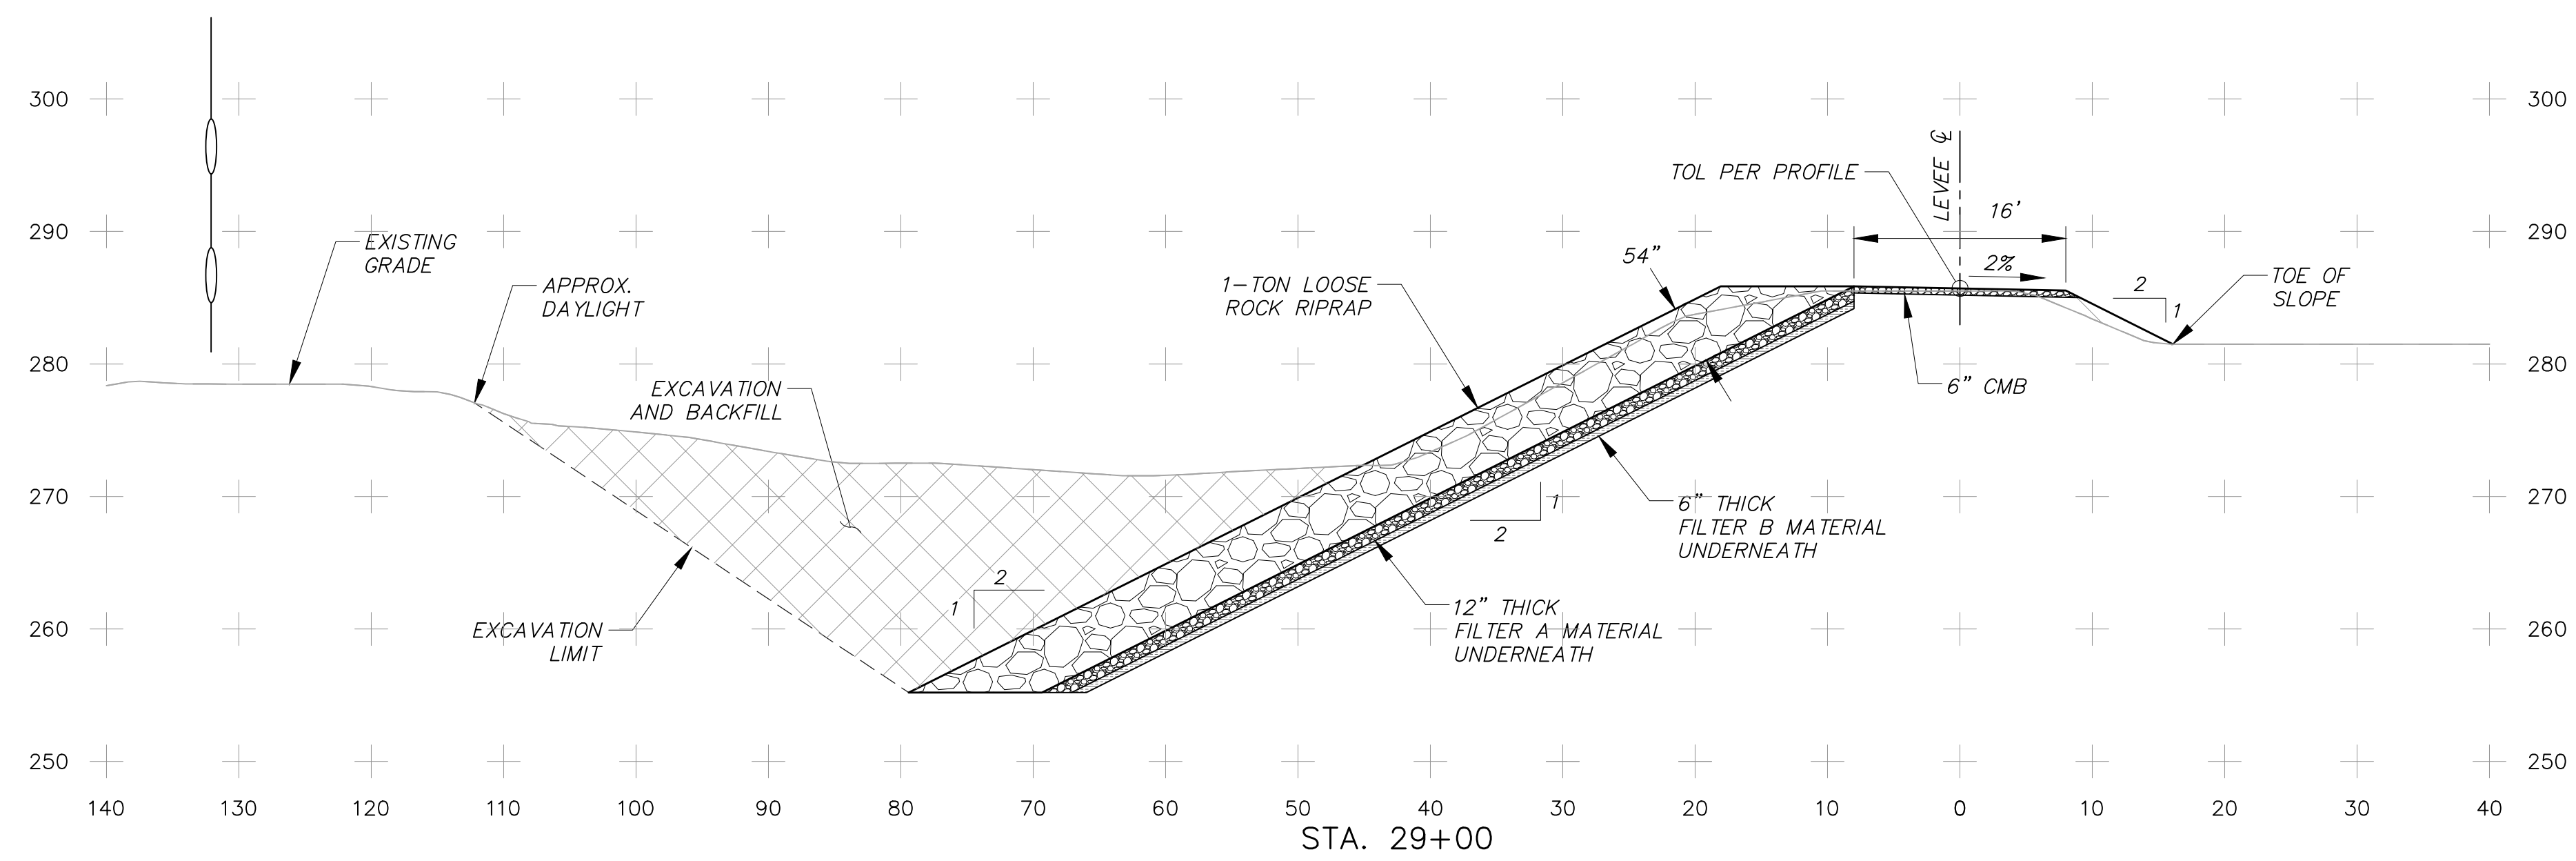 300
300
LEVEE ℄
TOL PER PROFILE
16'
290
290
EXISTING
GRADE
54"
2%
APPROX.
DAYLIGHT
1-TON LOOSE
ROCK RIPRAP
2
1
TOE OF
SLOPE
280
280
EXCAVATION
AND BACKFILL
6" CMB
270
270
1
2
6" THICK
FILTER B MATERIAL
UNDERNEATH
2
1
12" THICK
FILTER A MATERIAL
UNDERNEATH
EXCAVATION
LIMIT
260
260
250
250
140 130 120 110 100 90 80 70 60 50 40 30 20 10 0 10 20 30 40
STA. 29+00